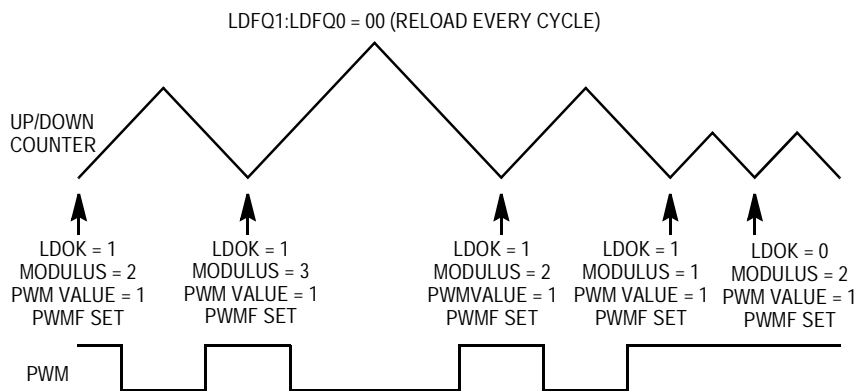 LDFQ1:LDFQ0 = 00 (RELOAD EVERY CYCLE)
UP/DOWN
COUNTER
LDOK = 1
MODULUS = 2
PWM VALUE = 1
PWMF SET
LDOK = 1
MODULUS = 3
PWM VALUE = 1
PWMF SET
LDOK = 1
MODULUS = 2
PWMVALUE = 1
PWMF SET
LDOK = 1
MODULUS = 1
PWM VALUE = 1
PWMF SET
LDOK = 0
MODULUS = 2
PWM VALUE = 1
PWMF SET
PWM